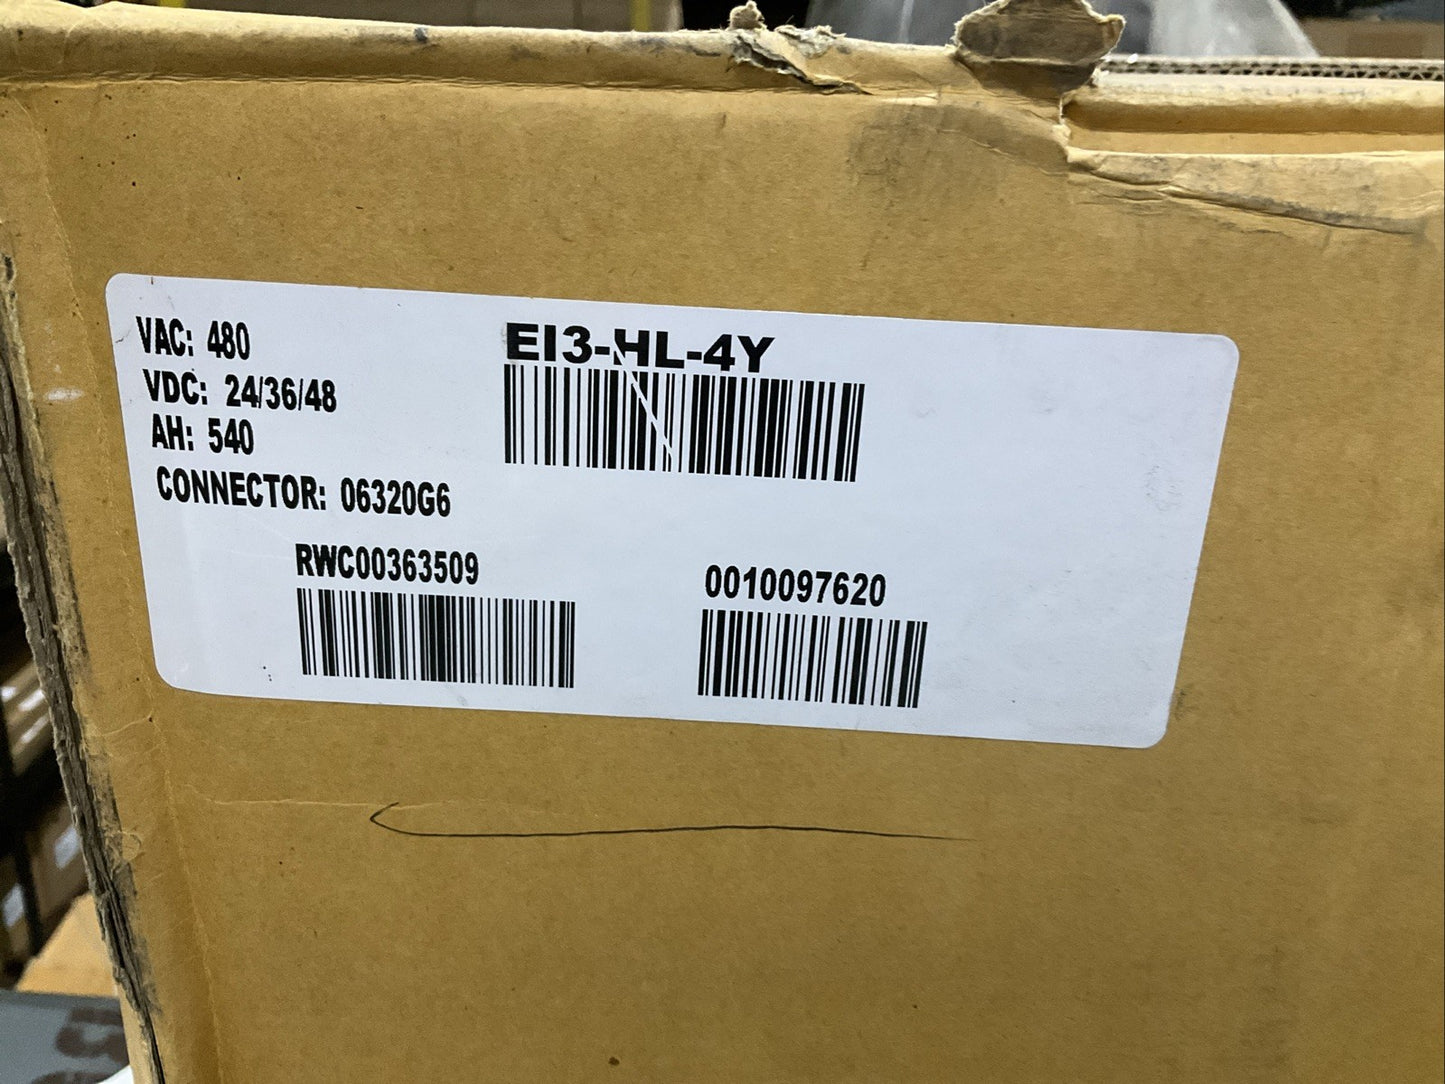 VAC: 480
VDC: 24/36/48
AH: 540
CONNECTOR: 06320G6
EI3-HL-4Y
RWC00363509
0010097620